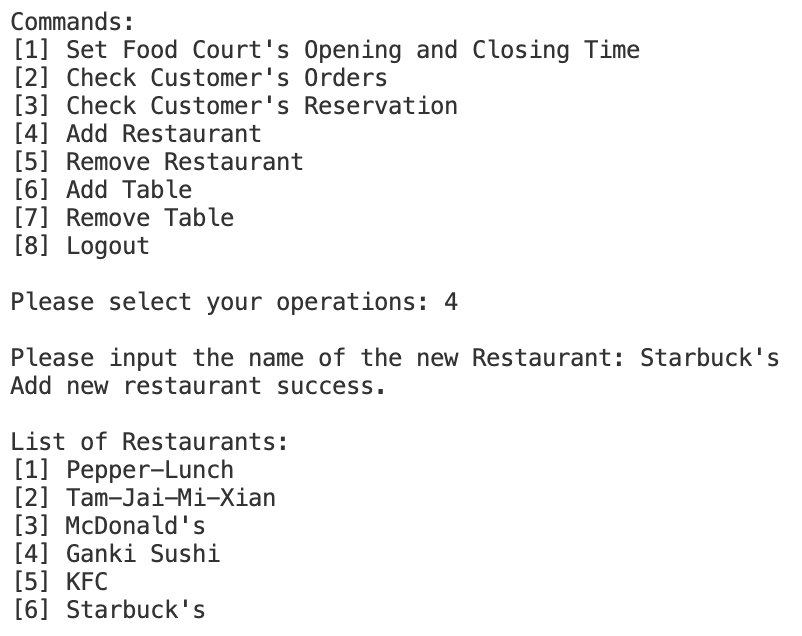 Commands:
[1] Set Food Court's Opening and Closing Time
[2] Check Customer's Orders
[3] Check Customer's Reservation
[4] Add Restaurant
[5] Remove Restaurant
[6] Add Table
[7] Remove Table
[8] Logout
Please select your operations: 4
Please input the name of the new Restaurant: Starbuck's
Add new restaurant success.
List of Restaurants:
[1] Pepper-Lunch
[2] Tam-Jai-Mi-Xian
[3] McDonald's
[4] Ganki Sushi
[5] KFC
[6] Starbuck's